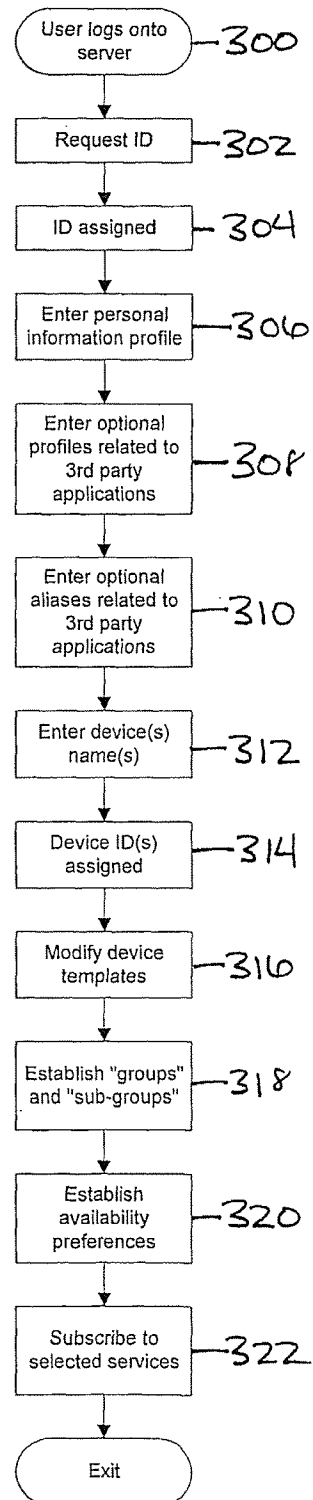 User logs onto
server
300
Request ID
302
ID assigned
304
Enter personal
information profile
306
Enter optional
profiles related to
3rd party
applications
308
Enter optional
aliases related to
3rd party
applications
310
Enter device(s)
name(s)
312
Device ID(s)
assigned
314
Modify device
templates
316
Establish "groups"
and "sub-groups"
318
Establish
availability
preferences
320
Subscribe to
selected services
322
Exit